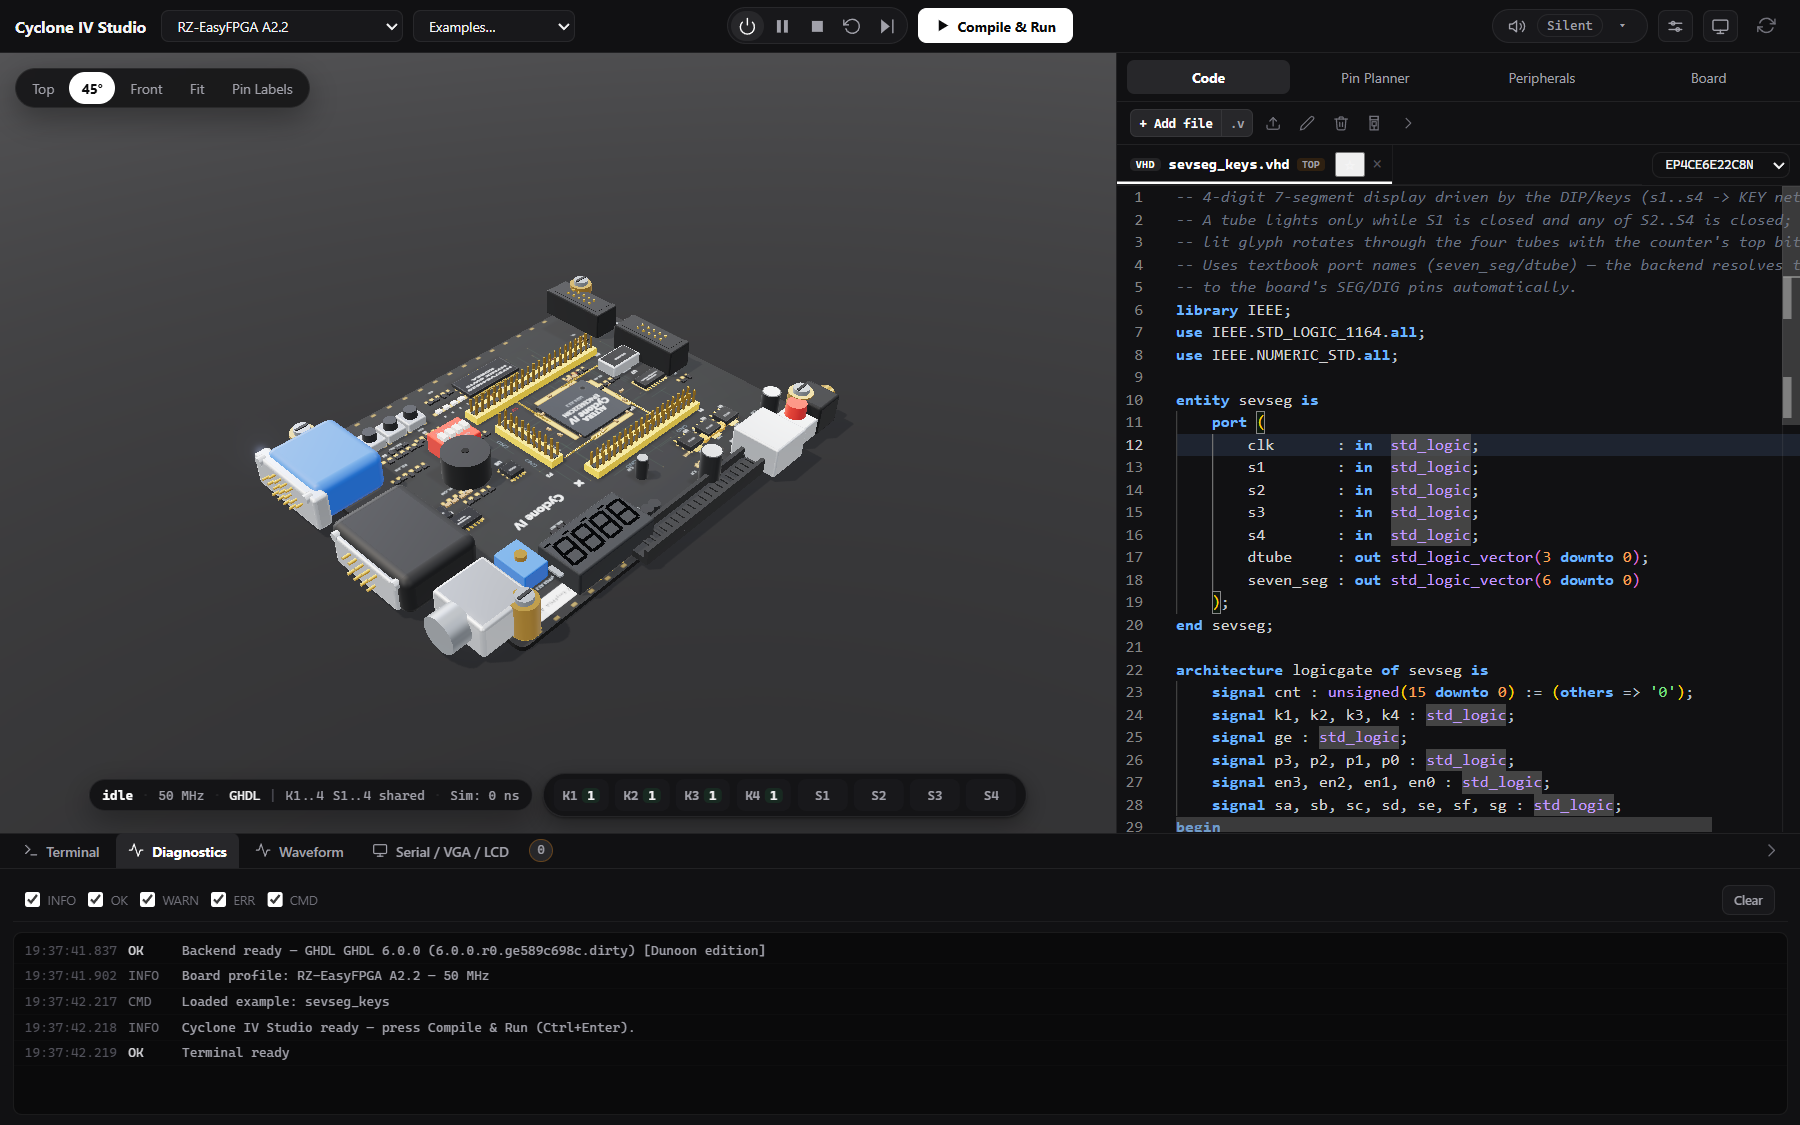 Cyclone IV Studio
RZ-EasyFPGA A2.2
Examples...
Compile & Run
Silent
Top 45° Front Fit Pin Labels
Code Pin Planner Peripherals Board
+ Add file .v
VHD sevseg_keys.vhd TOP ×
EP4CE6E22C8N
1 -- 4-digit 7-segment display driven by the DIP/keys (s1..s4 -> KEY net
2 -- A tube lights only while S1 is closed and any of S2..S4 is closed;
3 -- lit glyph rotates through the four tubes with the counter's top bit
4 -- Uses textbook port names (seven_seg/dtube) — the backend resolves t
5 -- to the board's SEG/DIG pins automatically.
6 library IEEE;
7 use IEEE.STD_LOGIC_1164.all;
8 use IEEE.NUMERIC_STD.all;
9
10 entity sevseg is
11 port (
12 clk : in std_logic;
13 s1 : in std_logic;
14 s2 : in std_logic;
15 s3 : in std_logic;
16 s4 : in std_logic;
17 dtube : out std_logic_vector(3 downto 0);
18 seven_seg : out std_logic_vector(6 downto 0)
19 );
20 end sevseg;
21
22 architecture logicgate of sevseg is
23 signal cnt : unsigned(15 downto 0) := (others => '0');
24 signal k1, k2, k3, k4 : std_logic;
25 signal ge : std_logic;
26 signal p3, p2, p1, p0 : std_logic;
27 signal en3, en2, en1, en0 : std_logic;
28 signal sa, sb, sc, sd, se, sf, sg : std_logic;
29 begin
Cyclone IV
idle · 50 MHz · GHDL | K1..4 S1..4 shared · Sim: 0 ns
K1 1 K2 1 K3 1 K4 1 S1 S2 S3 S4
Terminal Diagnostics Waveform Serial / VGA / LCD 0
INFO OK WARN ERR CMD
Clear
19:37:41.837 OK Backend ready — GHDL GHDL 6.0.0 (6.0.0.r0.ge589c698c.dirty) [Dunoon edition]
19:37:41.902 INFO Board profile: RZ-EasyFPGA A2.2 — 50 MHz
19:37:42.217 CMD Loaded example: sevseg_keys
19:37:42.218 INFO Cyclone IV Studio ready — press Compile & Run (Ctrl+Enter).
19:37:42.219 OK Terminal ready